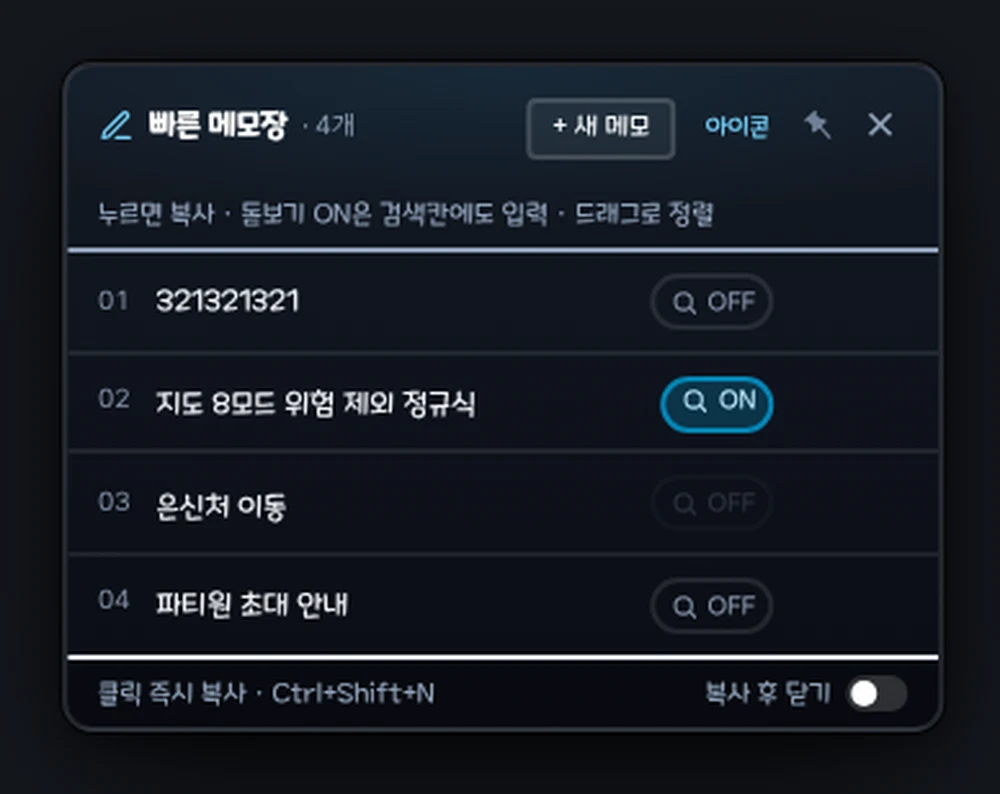 빠른 메모장 · 4개 + 새 메모 아이콘
누르면 복사 · 돋보기 ON은 검색칸에도 입력 · 드래그로 정렬
01 321321321 OFF
02 지도 8모드 위험 제외 정규식 ON
03 은신처 이동 OFF
04 파티원 초대 안내 OFF
클릭 즉시 복사 · Ctrl+Shift+N 복사 후 닫기